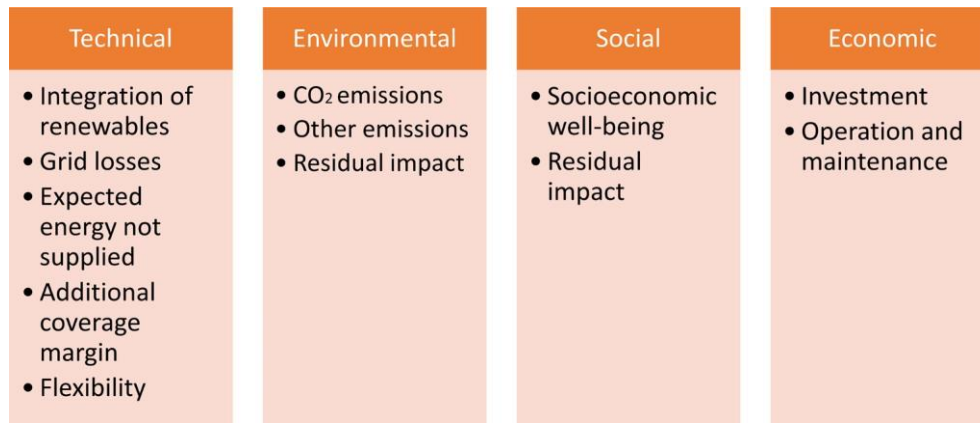 Technical
• Integration of
renewables
• Grid losses
• Expected
energy not
supplied
• Additional
coverage
margin
• Flexibility
Environmental
• CO₂ emissions
• Other emissions
• Residual impact
Social
• Socioeconomic
well-being
• Residual
impact
Economic
• Investment
• Operation and
maintenance